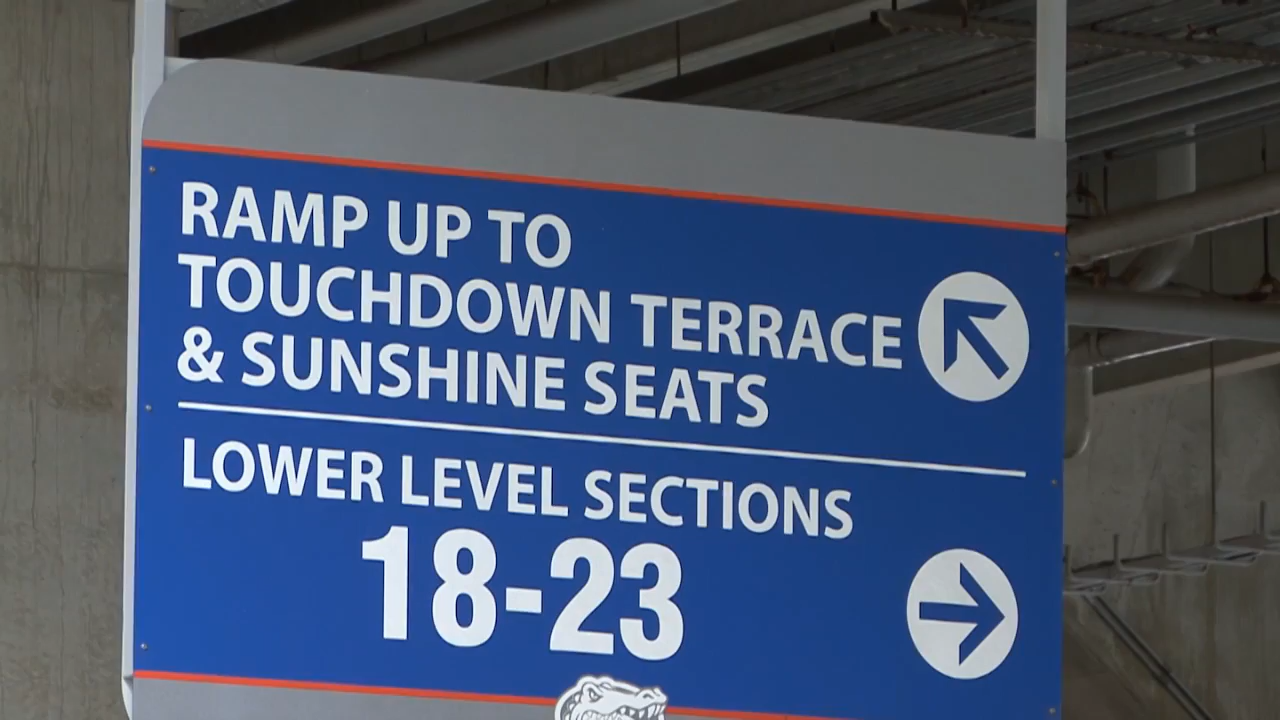 RAMP UP TO
TOUCHDOWN TERRACE
& SUNSHINE SEATS
LOWER LEVEL SECTIONS
18-23